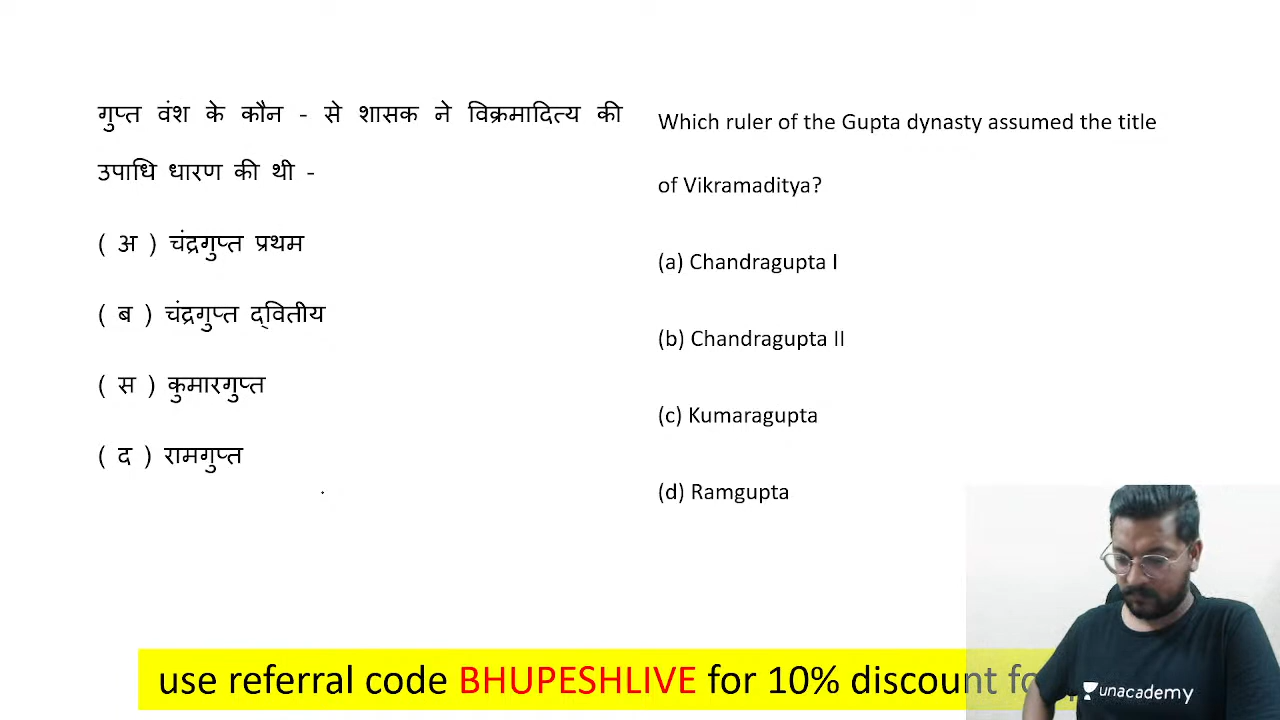 गुप्त वंश के कौन - से शासक ने विक्रमादित्य की
उपाधि धारण की थी -
( अ ) चंद्रगुप्त प्रथम
( ब ) चंद्रगुप्त द्वितीय
( स ) कुमारगुप्त
( द ) रामगुप्त
Which ruler of the Gupta dynasty assumed the title
of Vikramaditya?
(a) Chandragupta I
(b) Chandragupta II
(c) Kumaragupta
(d) Ramgupta
use referral code BHUPESHLIVE for 10% discount
unacademy